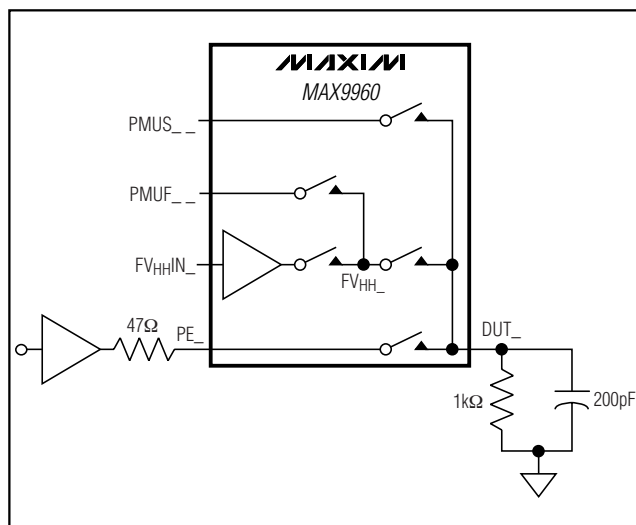 MAXIM
MAX9960
PMUS_ _
PMUF_ _
FVHHIN_
FVHH_
47Ω
PE_
DUT_
1kΩ
200pF